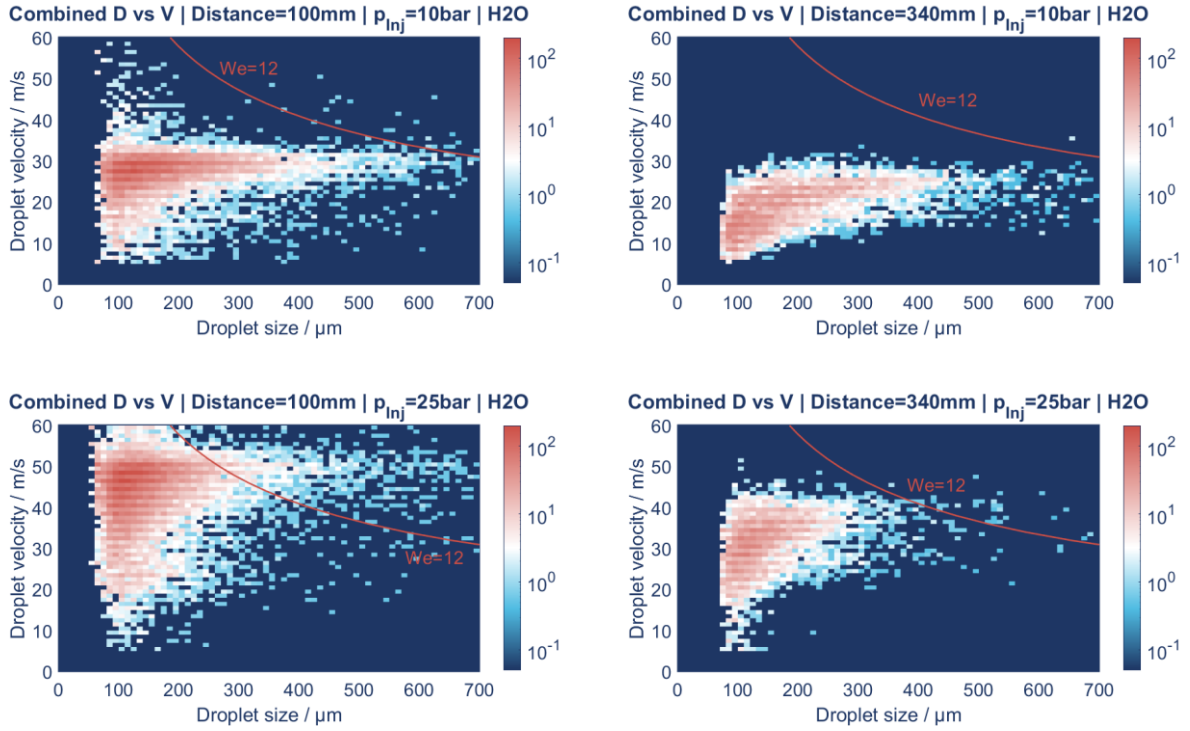 Combined D vs V | Distance=100mm | p_Inj=10bar | H2O
60
50
40
30
20
10
0
Droplet velocity / m/s
We=12
0 100 200 300 400 500 600 700
Droplet size / µm
10^2
10^1
10^0
10^-1
Combined D vs V | Distance=340mm | p_Inj=10bar | H2O
60
50
40
30
20
10
0
Droplet velocity / m/s
We=12
0 100 200 300 400 500 600 700
Droplet size / µm
10^2
10^1
10^0
10^-1
Combined D vs V | Distance=100mm | p_Inj=25bar | H2O
60
50
40
30
20
10
0
Droplet velocity / m/s
We=12
0 100 200 300 400 500 600 700
Droplet size / µm
10^2
10^1
10^0
10^-1
Combined D vs V | Distance=340mm | p_Inj=25bar | H2O
60
50
40
30
20
10
0
Droplet velocity / m/s
We=12
0 100 200 300 400 500 600 700
Droplet size / µm
10^2
10^1
10^0
10^-1